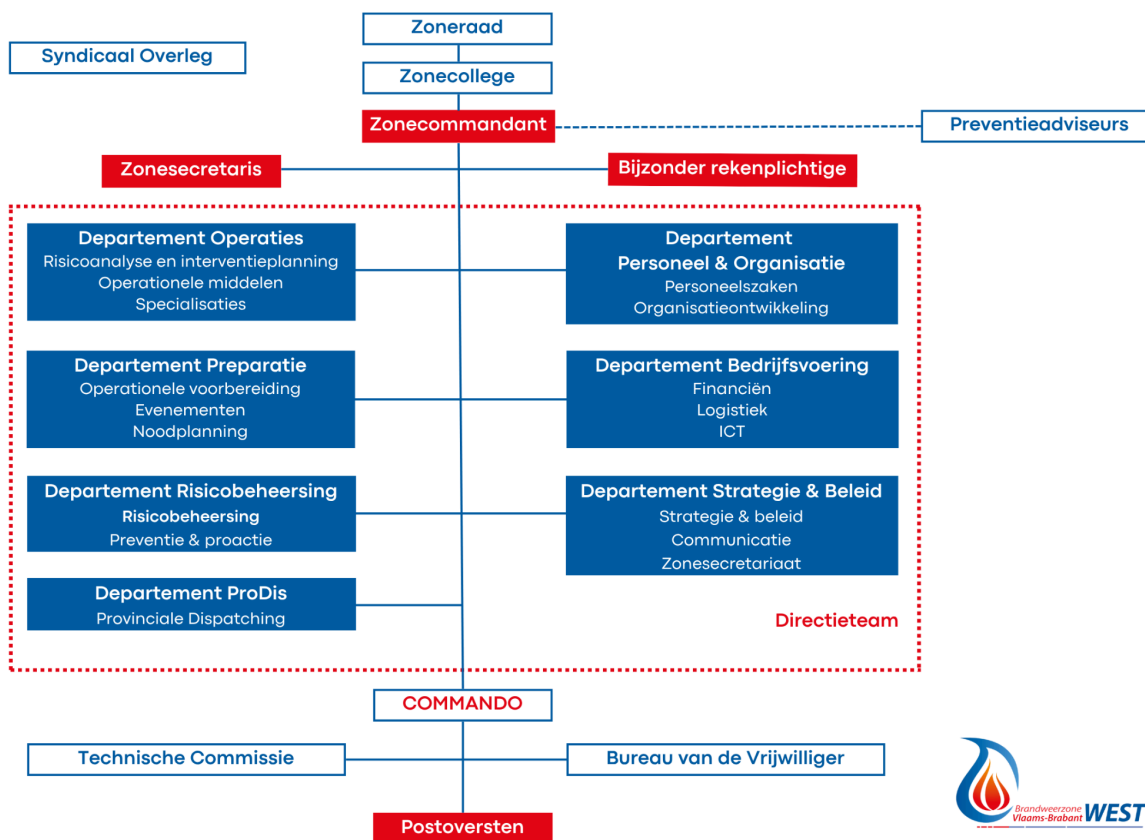 Zoneraad
Syndicaal Overleg
Zonecollege
Zonecommandant
Preventieadviseurs
Zonesecretaris
Bijzonder rekenplichtige
Departement Operaties
Risicoanalyse en interventieplanning
Operationele middelen
Specialisaties
Departement
Personeel & Organisatie
Personeelszaken
Organisatieontwikkeling
Departement Preparatie
Operationele voorbereiding
Evenementen
Noodplanning
Departement Bedrijfsvoering
Financiën
Logistiek
ICT
Departement Risicobeheersing
Risicobeheersing
Preventie & proactie
Departement Strategie & Beleid
Strategie & beleid
Communicatie
Zonesecretariaat
Departement ProDis
Provinciale Dispatching
Directieteam
COMMANDO
Technische Commissie
Bureau van de Vrijwilliger
Postoversten
Brandweerzone
Vlaams-Brabant WEST